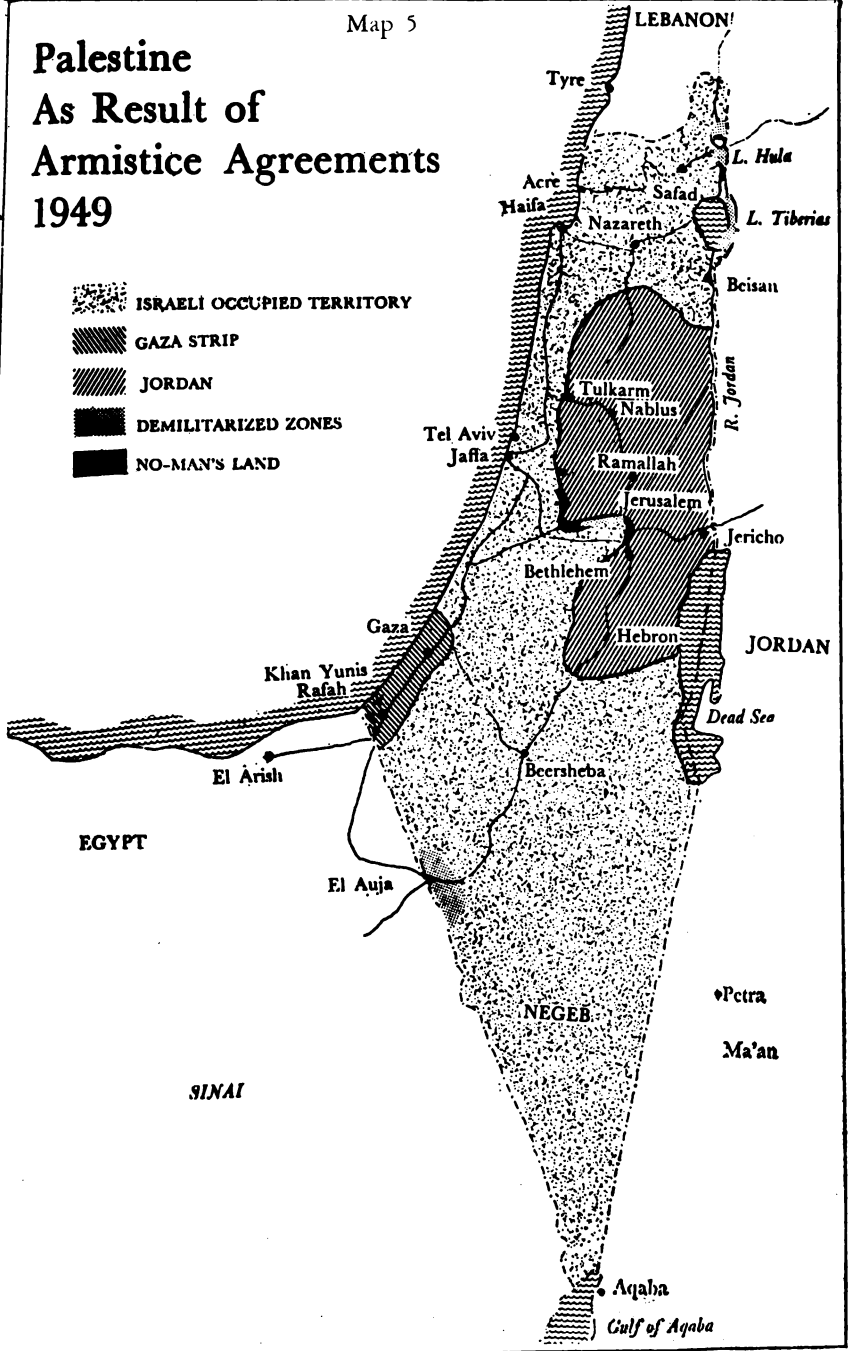 Map 5
Palestine
As Result of
Armistice Agreements
1949
ISRAELI OCCUPIED TERRITORY
GAZA STRIP
JORDAN
DEMILITARIZED ZONES
NO-MAN'S LAND
LEBANON
Tyre
L. Hula
Acre
Safad
Haifa
Nazareth
L. Tiberias
Beisan
R. Jordan
Tulkarm
Nablus
Tel Aviv
Jaffa
Ramallah
Jerusalem
Jericho
Bethlehem
Gaza
Hebron
JORDAN
Khan Yunis
Rafah
Dead Sea
El Arish
Beersheba
EGYPT
El Auja
Petra
NEGEB
Ma'an
SINAI
Aqaba
Gulf of Aqaba